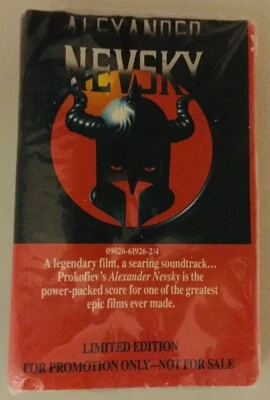 ALEXANDER
NEVSKY
09026-61926-2/4
A legendary film, a searing soundtrack...
Prokofiev's Alexander Nevsky is the
power-packed score for one of the greatest
epic films ever made.
LIMITED EDITION
FOR PROMOTION ONLY—NOT FOR SALE